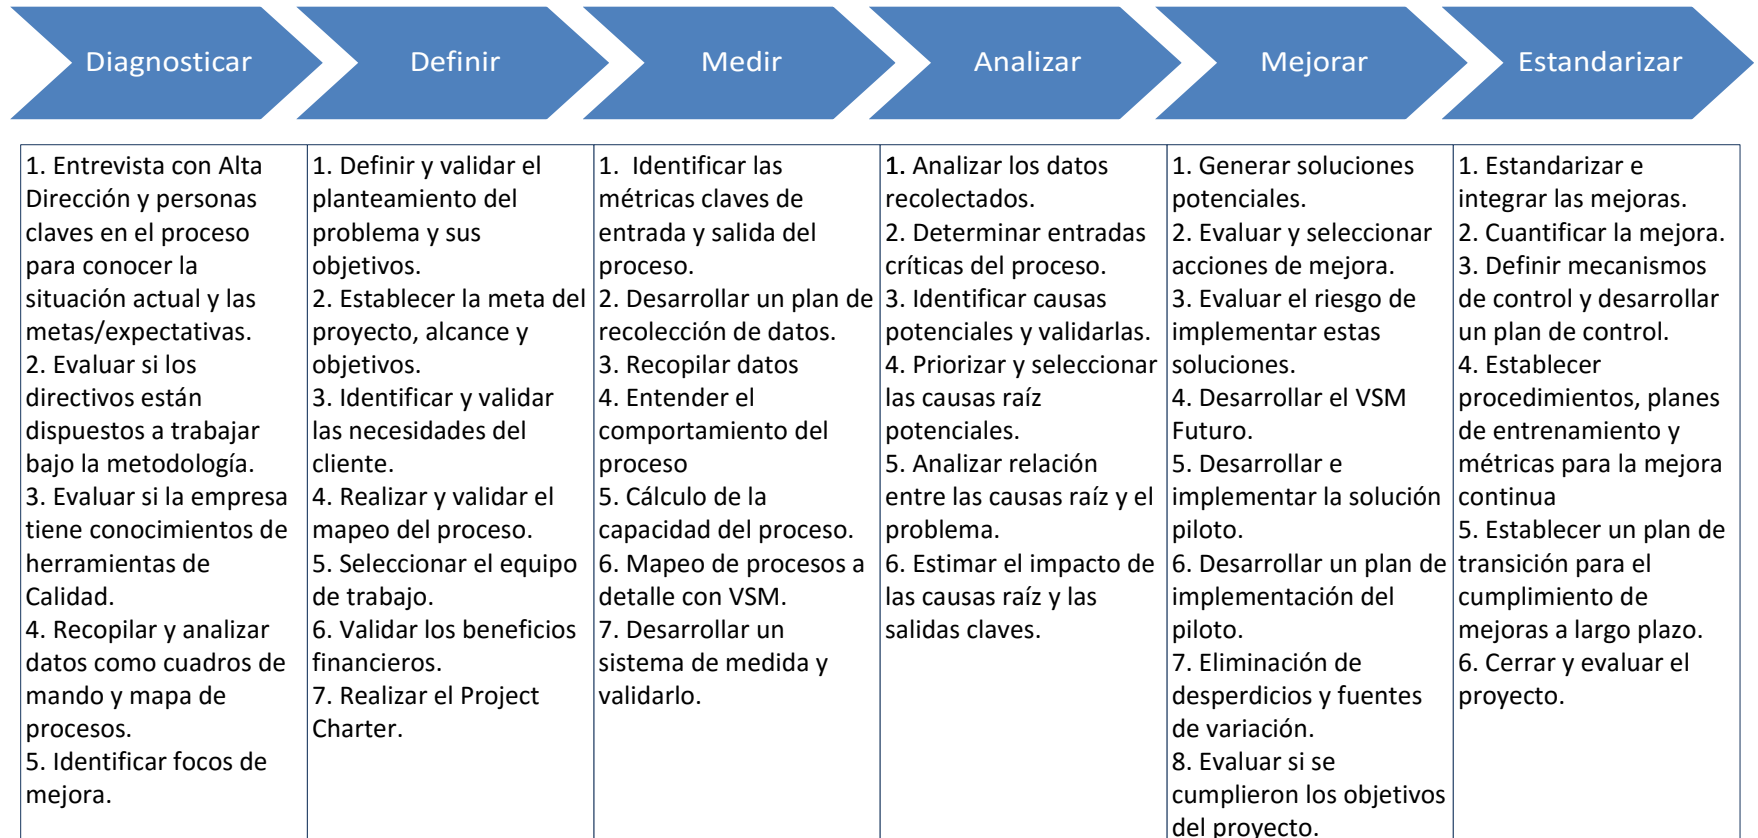 Diagnosticar
Definir
Medir
Analizar
Mejorar
Estandarizar
1. Entrevista con Alta
Dirección y personas
claves en el proceso
para conocer la
situación actual y las
metas/expectativas.
2. Evaluar si los
directivos están
dispuestos a trabajar
bajo la metodología.
3. Evaluar si la empresa
tiene conocimientos de
herramientas de
Calidad.
4. Recopilar y analizar
datos como cuadros de
mando y mapa de
procesos.
5. Identificar focos de
mejora.
1. Definir y validar el
planteamiento del
problema y sus
objetivos.
2. Establecer la meta del
proyecto, alcance y
objetivos.
3. Identificar y validar
las necesidades del
cliente.
4. Realizar y validar el
mapeo del proceso.
5. Seleccionar el equipo
de trabajo.
6. Validar los beneficios
financieros.
7. Realizar el Project
Charter.
1. Identificar las
métricas claves de
entrada y salida del
proceso.
2. Desarrollar un plan de
recolección de datos.
3. Recopilar datos
4. Entender el
comportamiento del
proceso
5. Cálculo de la
capacidad del proceso.
6. Mapeo de procesos a
detalle con VSM.
7. Desarrollar un
sistema de medida y
validarlo.
1. Analizar los datos
recolectados.
2. Determinar entradas
críticas del proceso.
3. Identificar causas
potenciales y validarlas.
4. Priorizar y seleccionar
las causas raíz
potenciales.
5. Analizar relación
entre las causas raíz y el
problema.
6. Estimar el impacto de
las causas raíz y las
salidas claves.
1. Generar soluciones
potenciales.
2. Evaluar y seleccionar
acciones de mejora.
3. Evaluar el riesgo de
implementar estas
soluciones.
4. Desarrollar el VSM
Futuro.
5. Desarrollar e
implementar la solución
piloto.
6. Desarrollar un plan de
implementación del
piloto.
7. Eliminación de
desperdicios y fuentes
de variación.
8. Evaluar si se
cumplieron los objetivos
del proyecto.
1. Estandarizar e
integrar las mejoras.
2. Cuantificar la mejora.
3. Definir mecanismos
de control y desarrollar
un plan de control.
4. Establecer
procedimientos, planes
de entrenamiento y
métricas para la mejora
continua
5. Establecer un plan de
transición para el
cumplimiento de
mejoras a largo plazo.
6. Cerrar y evaluar el
proyecto.